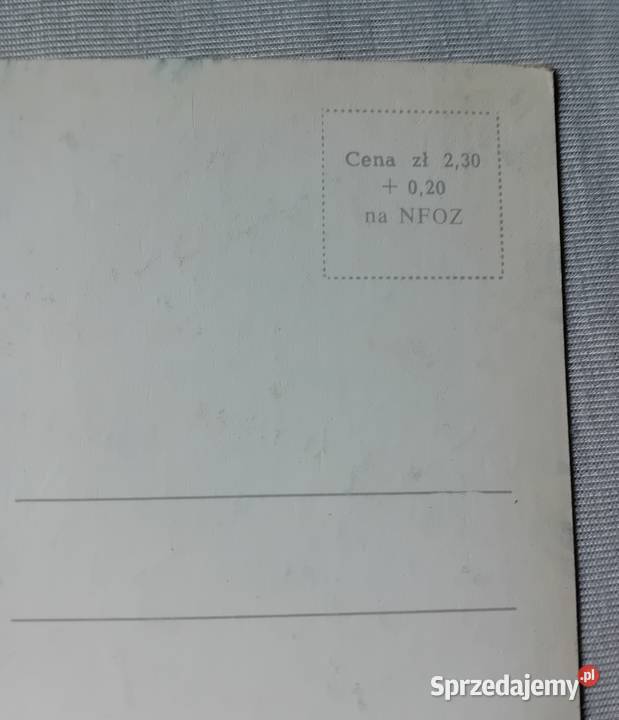 Cena zł 2,30
+ 0,20
na NFOZ
Sprzedajemy.pl